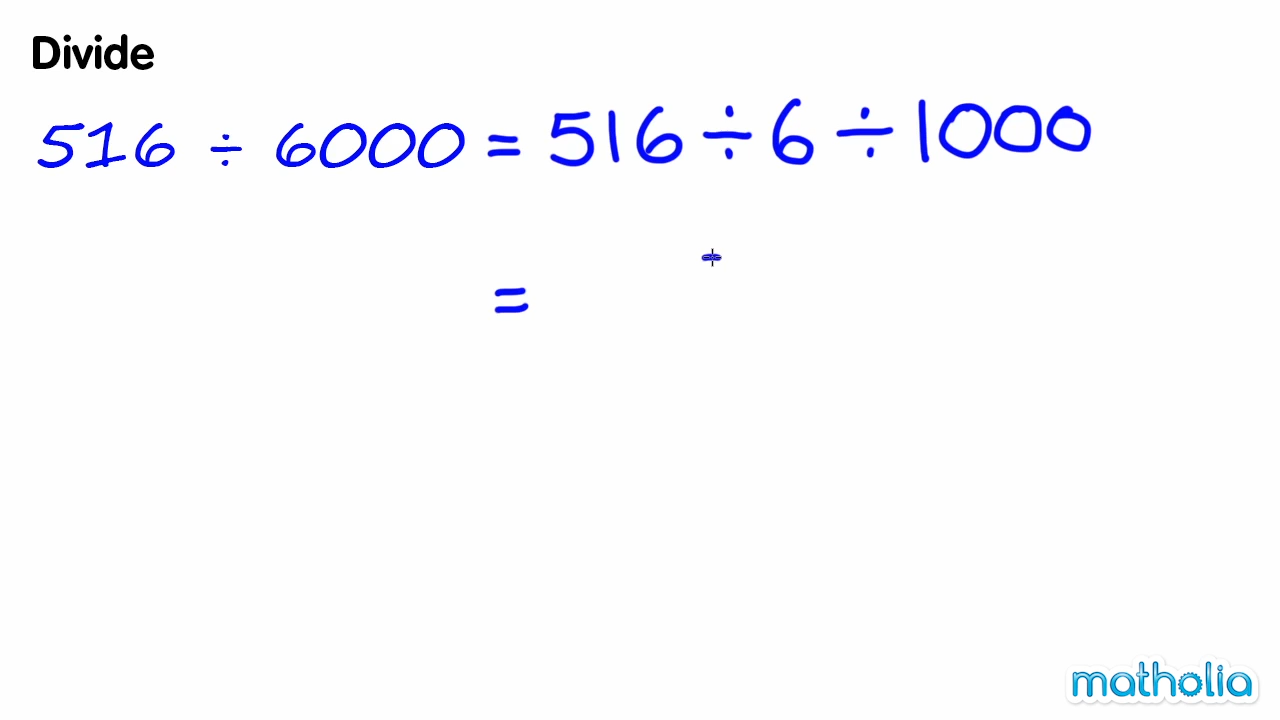 Divide
516 ÷ 6000 = 516 ÷ 6 ÷ 1000
=
matholia